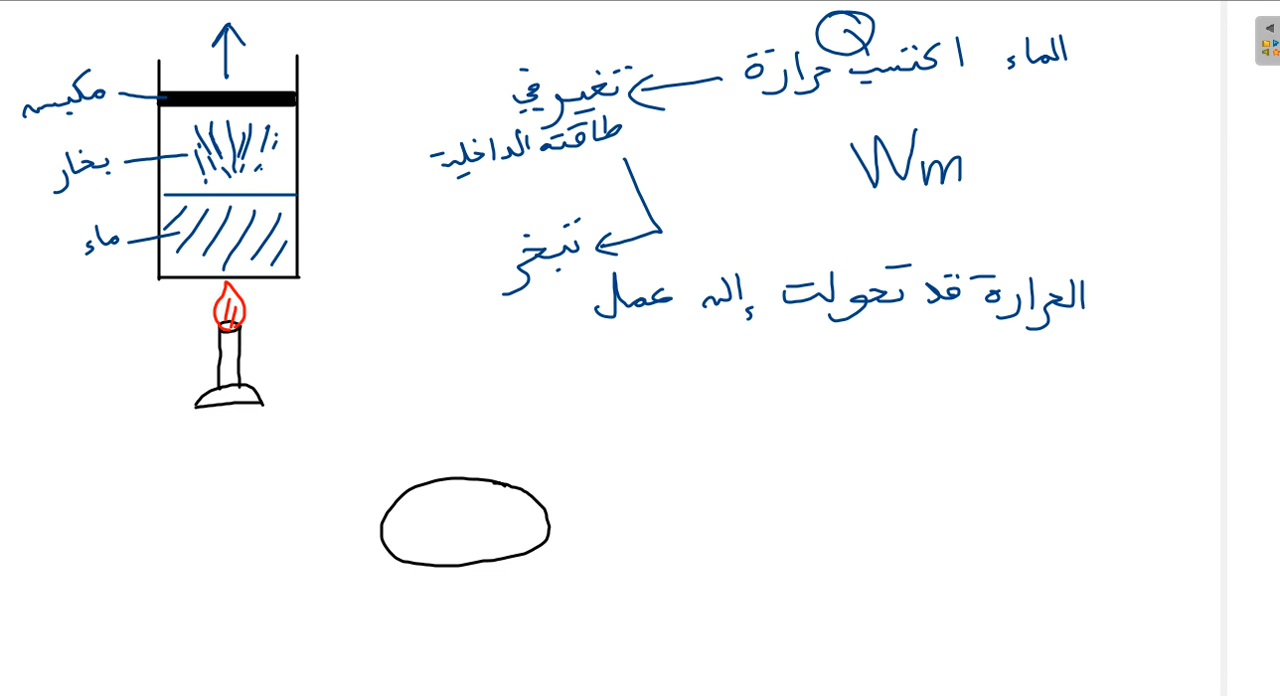 الماء اكتسب حرارة Q ← تغير في
طاقته الداخلية
Wm
تبخر
الحرارة قد تحولت إلى عمل
مكبس
بخار
ماء